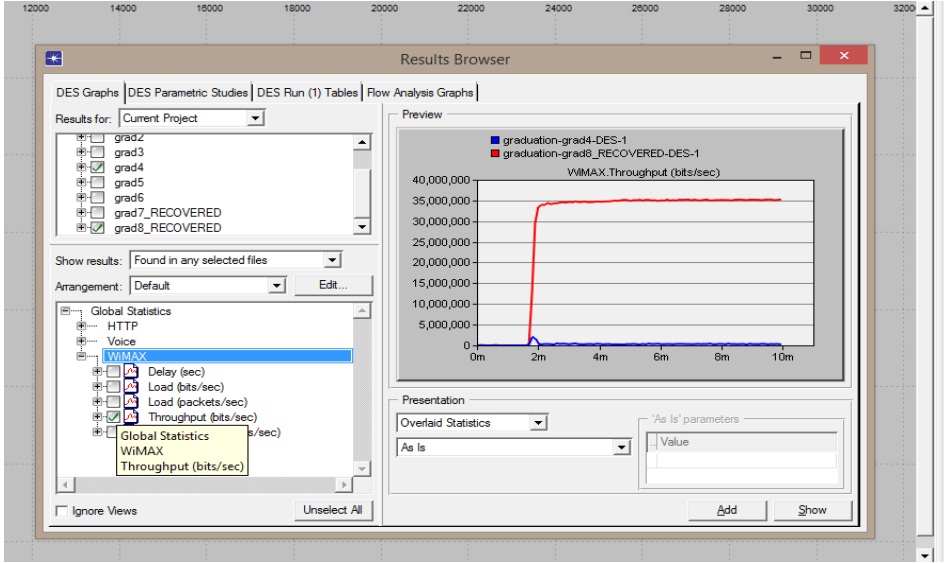 12000 14000 16000 18000 20000 22000 24000 26000 28000 30000 320
Results Browser
DES Graphs DES Parametric Studies DES Run (1) Tables Flow Analysis Graphs
Results for: Current Project
grad2
grad3
grad4
grad5
grad6
grad7_RECOVERED
grad8_RECOVERED
Show results: Found in any selected files
Arrangement: Default Edit...
Global Statistics
HTTP
Voice
WiMAX
Delay (sec)
Load (bits/sec)
Load (packets/sec)
Throughput (bits/sec)
s/sec)
Global Statistics
WiMAX
Throughput (bits/sec)
Ignore Views Unselect All
Preview
graduation-grad4-DES-1
graduation-grad8_RECOVERED-DES-1
WiMAX.Throughput (bits/sec)
40,000,000
35,000,000
30,000,000
25,000,000
20,000,000
15,000,000
10,000,000
5,000,000
0
0m 2m 4m 6m 8m 10m
Presentation
Overlaid Statistics
As Is
'As Is' parameters
.. Value
Add Show